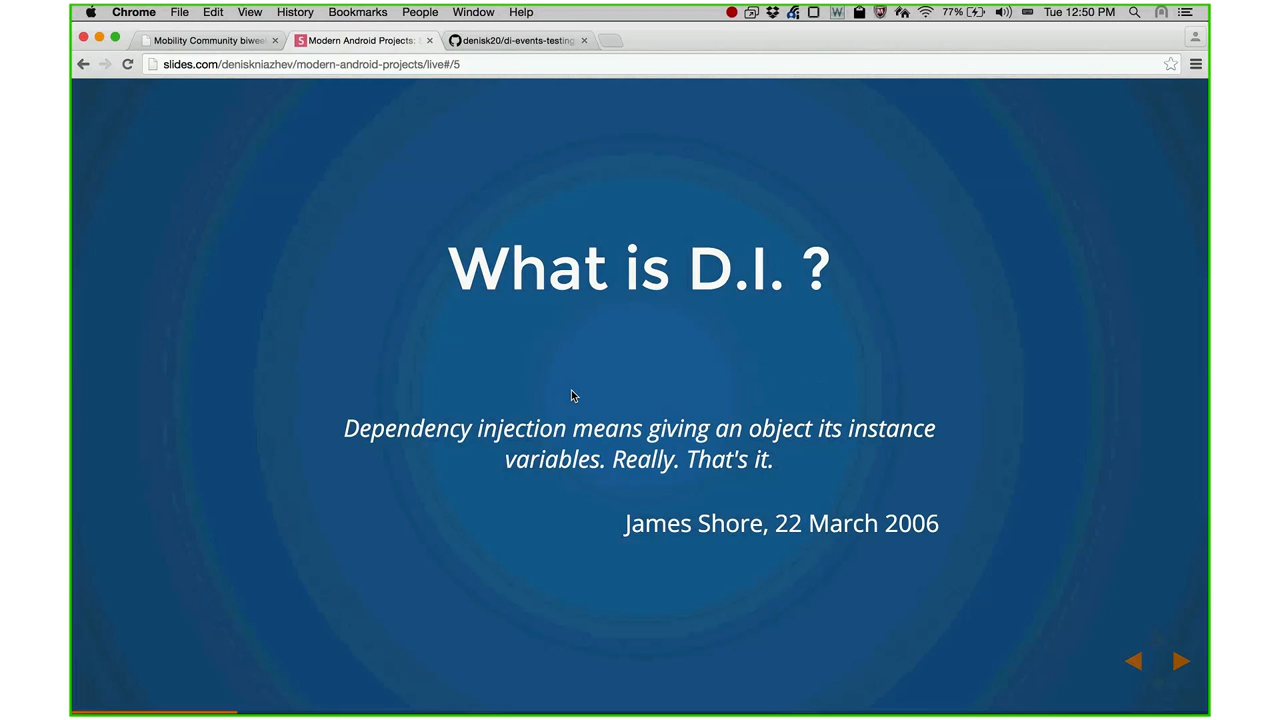 Chrome File Edit View History Bookmarks People Window Help 77% Tue 12:50 PM
Mobility Community biwee Modern Android Projects: denisk20/di-events-testing
slides.com/deniskniazhev/modern-android-projects/live#/5
What is D.I. ?
Dependency injection means giving an object its instance
variables. Really. That's it.
James Shore, 22 March 2006